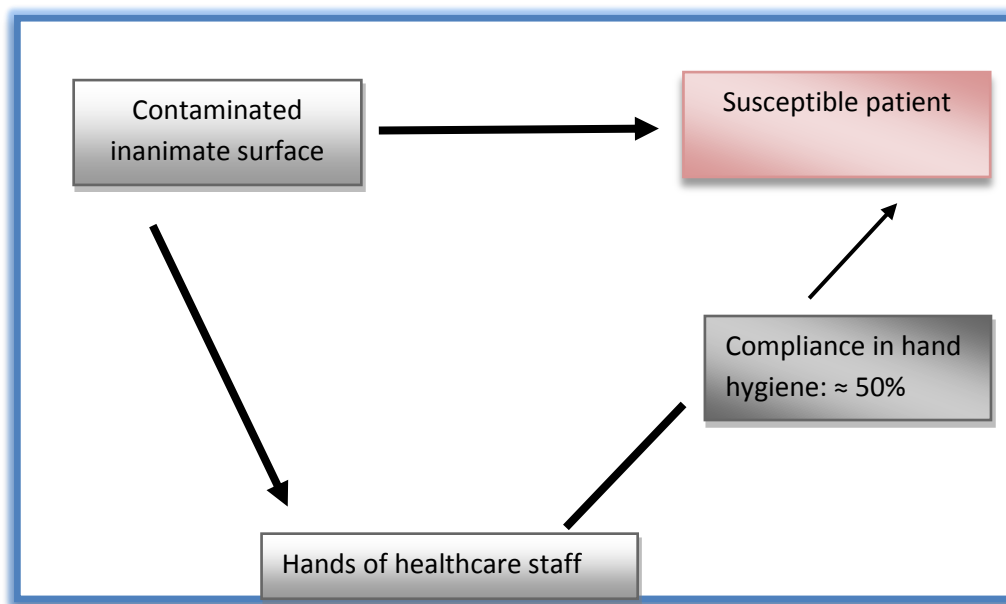 Contaminated
inanimate surface
Susceptible patient
Compliance in hand
hygiene: ≈ 50%
Hands of healthcare staff